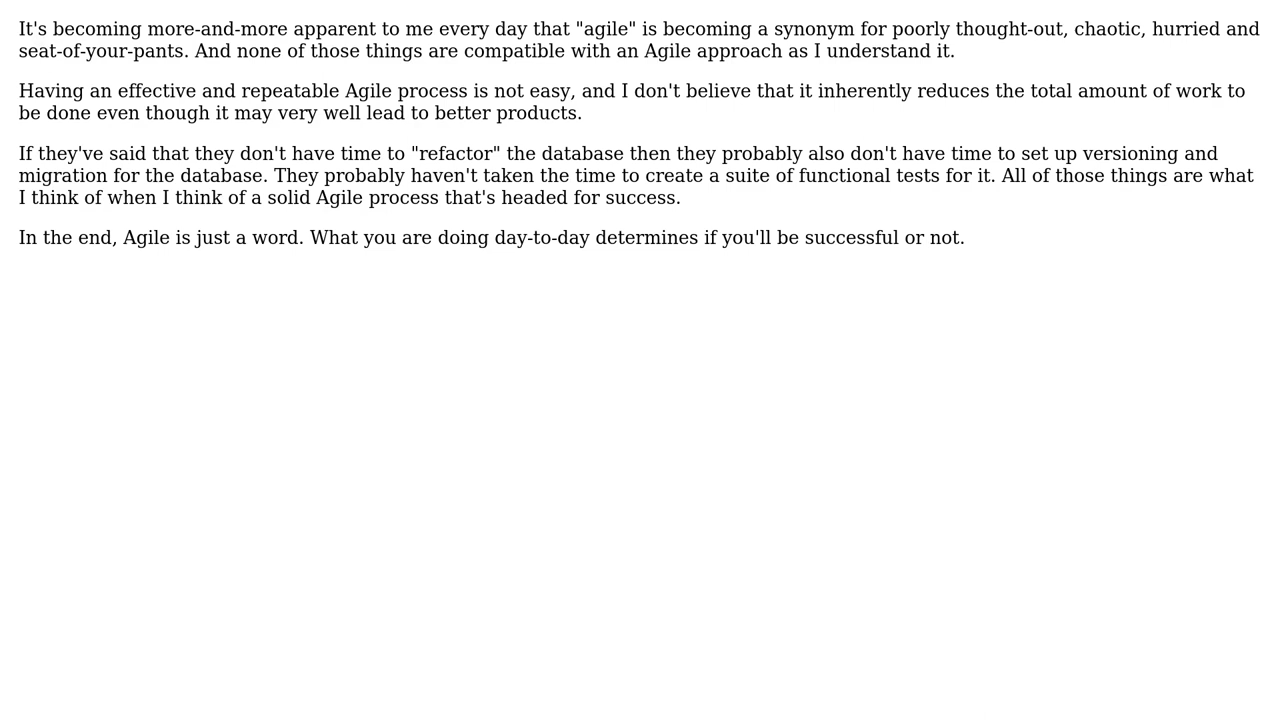 It's becoming more-and-more apparent to me every day that "agile" is becoming a synonym for poorly thought-out, chaotic, hurried and
seat-of-your-pants. And none of those things are compatible with an Agile approach as I understand it.
Having an effective and repeatable Agile process is not easy, and I don't believe that it inherently reduces the total amount of work to
be done even though it may very well lead to better products.
If they've said that they don't have time to "refactor" the database then they probably also don't have time to set up versioning and
migration for the database. They probably haven't taken the time to create a suite of functional tests for it. All of those things are what
I think of when I think of a solid Agile process that's headed for success.
In the end, Agile is just a word. What you are doing day-to-day determines if you'll be successful or not.